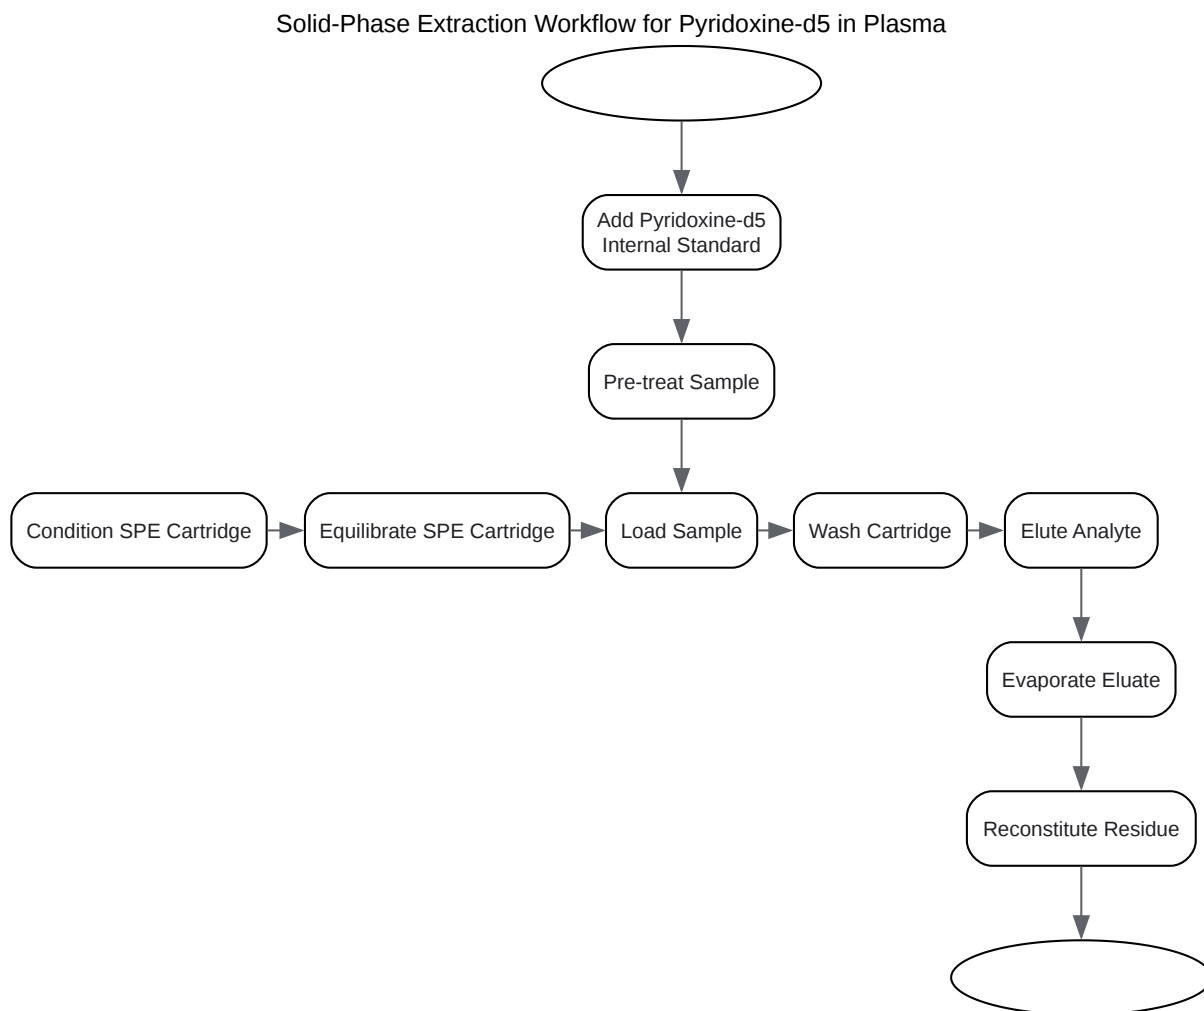 Solid-Phase Extraction Workflow for Pyridoxine-d5 in Plasma
Add Pyridoxine-d5
Internal Standard
Pre-treat Sample
Condition SPE Cartridge
Equilibrate SPE Cartridge
Load Sample
Wash Cartridge
Elute Analyte
Evaporate Eluate
Reconstitute Residue